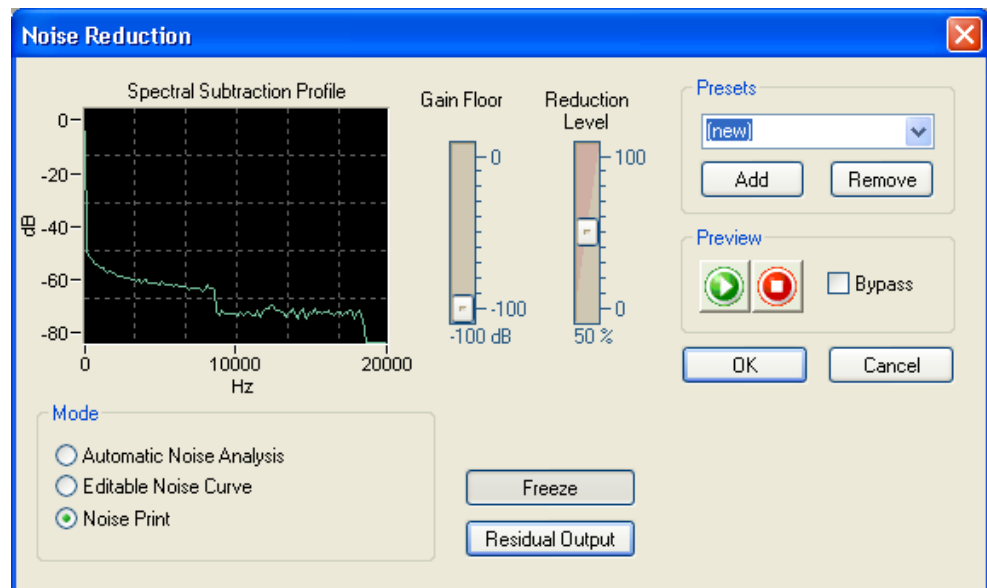 Noise Reduction
Spectral Subtraction Profile
0
-20
-40
-60
-80
dB
0
10000
20000
Hz
Gain Floor
0
-100
-100 dB
Reduction
Level
100
0
50 %
Presets
(new)
Add
Remove
Preview
Bypass
OK
Cancel
Mode
Automatic Noise Analysis
Editable Noise Curve
Noise Print
Freeze
Residual Output